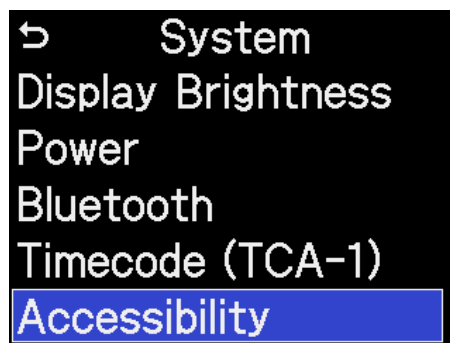 System
Display Brightness
Power
Bluetooth
Timecode (TCA-1)
Accessibility